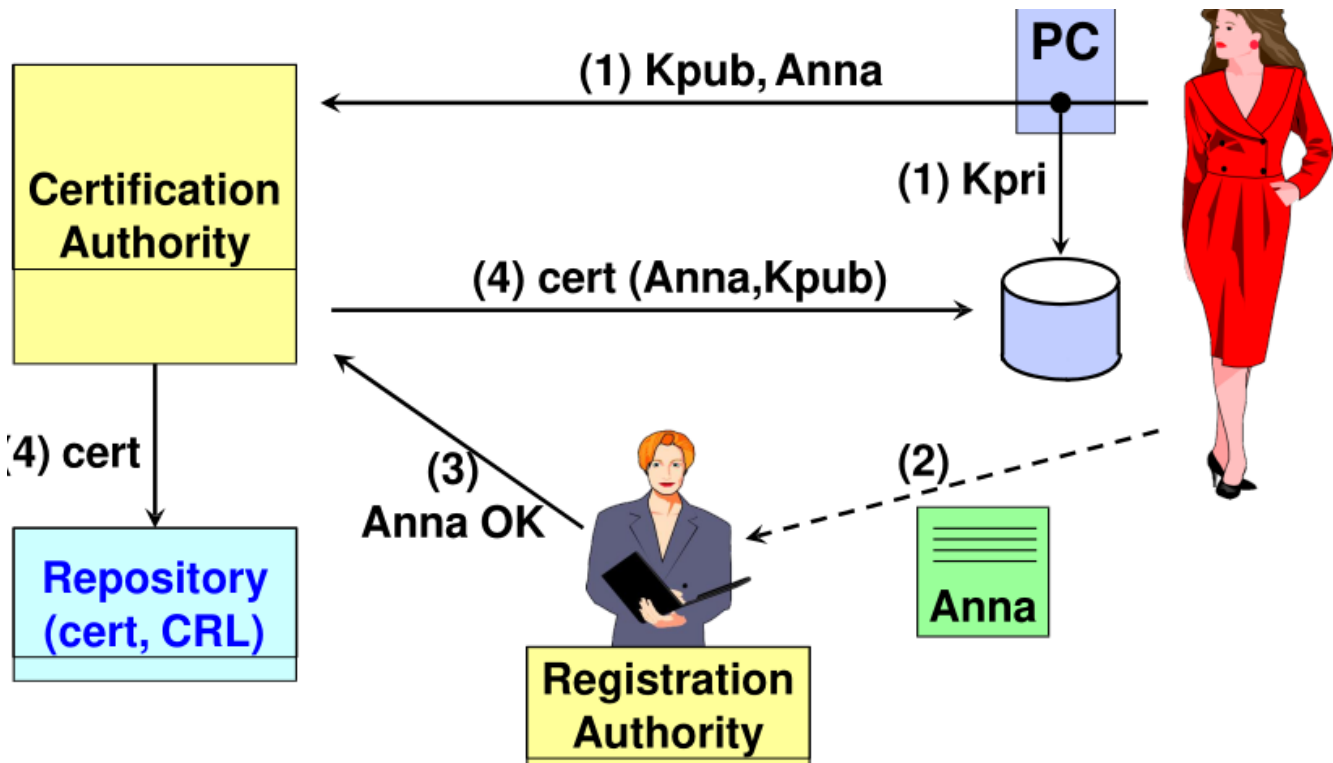 PC
(1) Kpub, Anna
Certification
Authority
(1) Kpri
(4) cert (Anna,Kpub)
(4) cert
(3)
Anna OK
(2)
Anna
Repository
(cert, CRL)
Registration
Authority